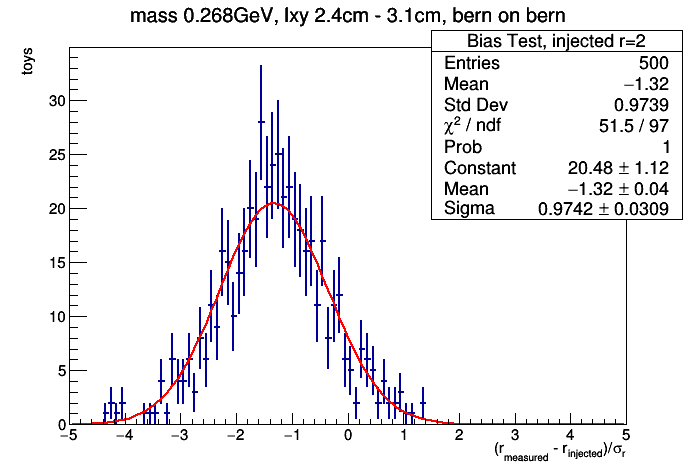 mass 0.268GeV, lxy 2.4cm - 3.1cm, bern on bern
toys
Bias Test, injected r=2
Entries 500
Mean −1.32
Std Dev 0.9739
χ² / ndf 51.5 / 97
Prob 1
Constant 20.48 ± 1.12
Mean −1.32 ± 0.04
Sigma 0.9742 ± 0.0309
30
25
20
15
10
5
0
−5 −4 −3 −2 −1 0 1 2 3 4 5
(r_measured - r_injected)/σ_r